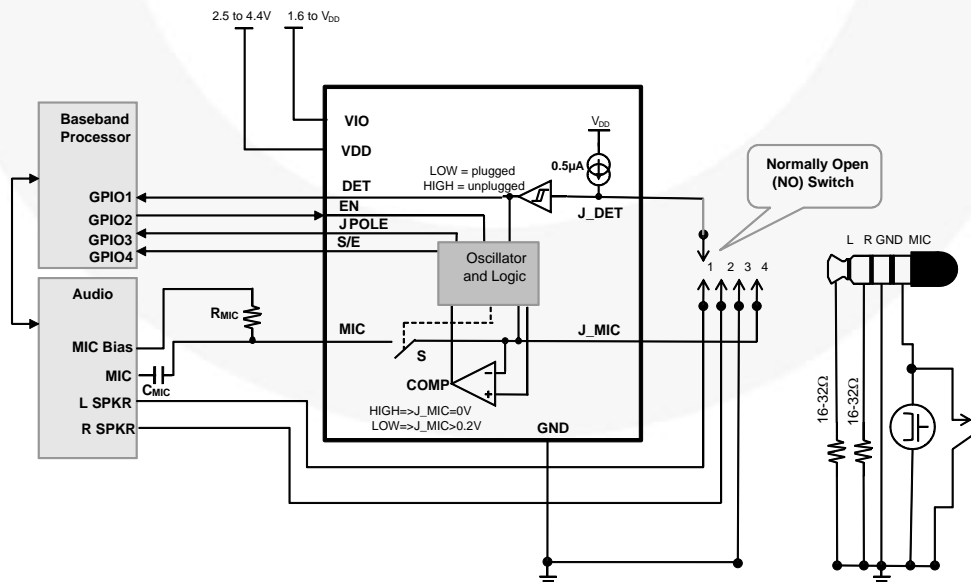 2.5 to 4.4V
1.6 to VDD
Baseband
Processor
GPIO1
GPIO2
GPIO3
GPIO4
Audio
MIC Bias
MIC
L SPKR
R SPKR
RMIC
CMIC
VIO
VDD
DET
EN
JPOLE
S/E
MIC
LOW = plugged
HIGH = unplugged
VDD
0.5µA
J_DET
Oscillator
and Logic
J_MIC
S
COMP
HIGH=>J_MIC=0V
LOW=>J_MIC>0.2V
GND
Normally Open
(NO) Switch
1 2 3 4
L R GND MIC
16-32Ω
16-32Ω